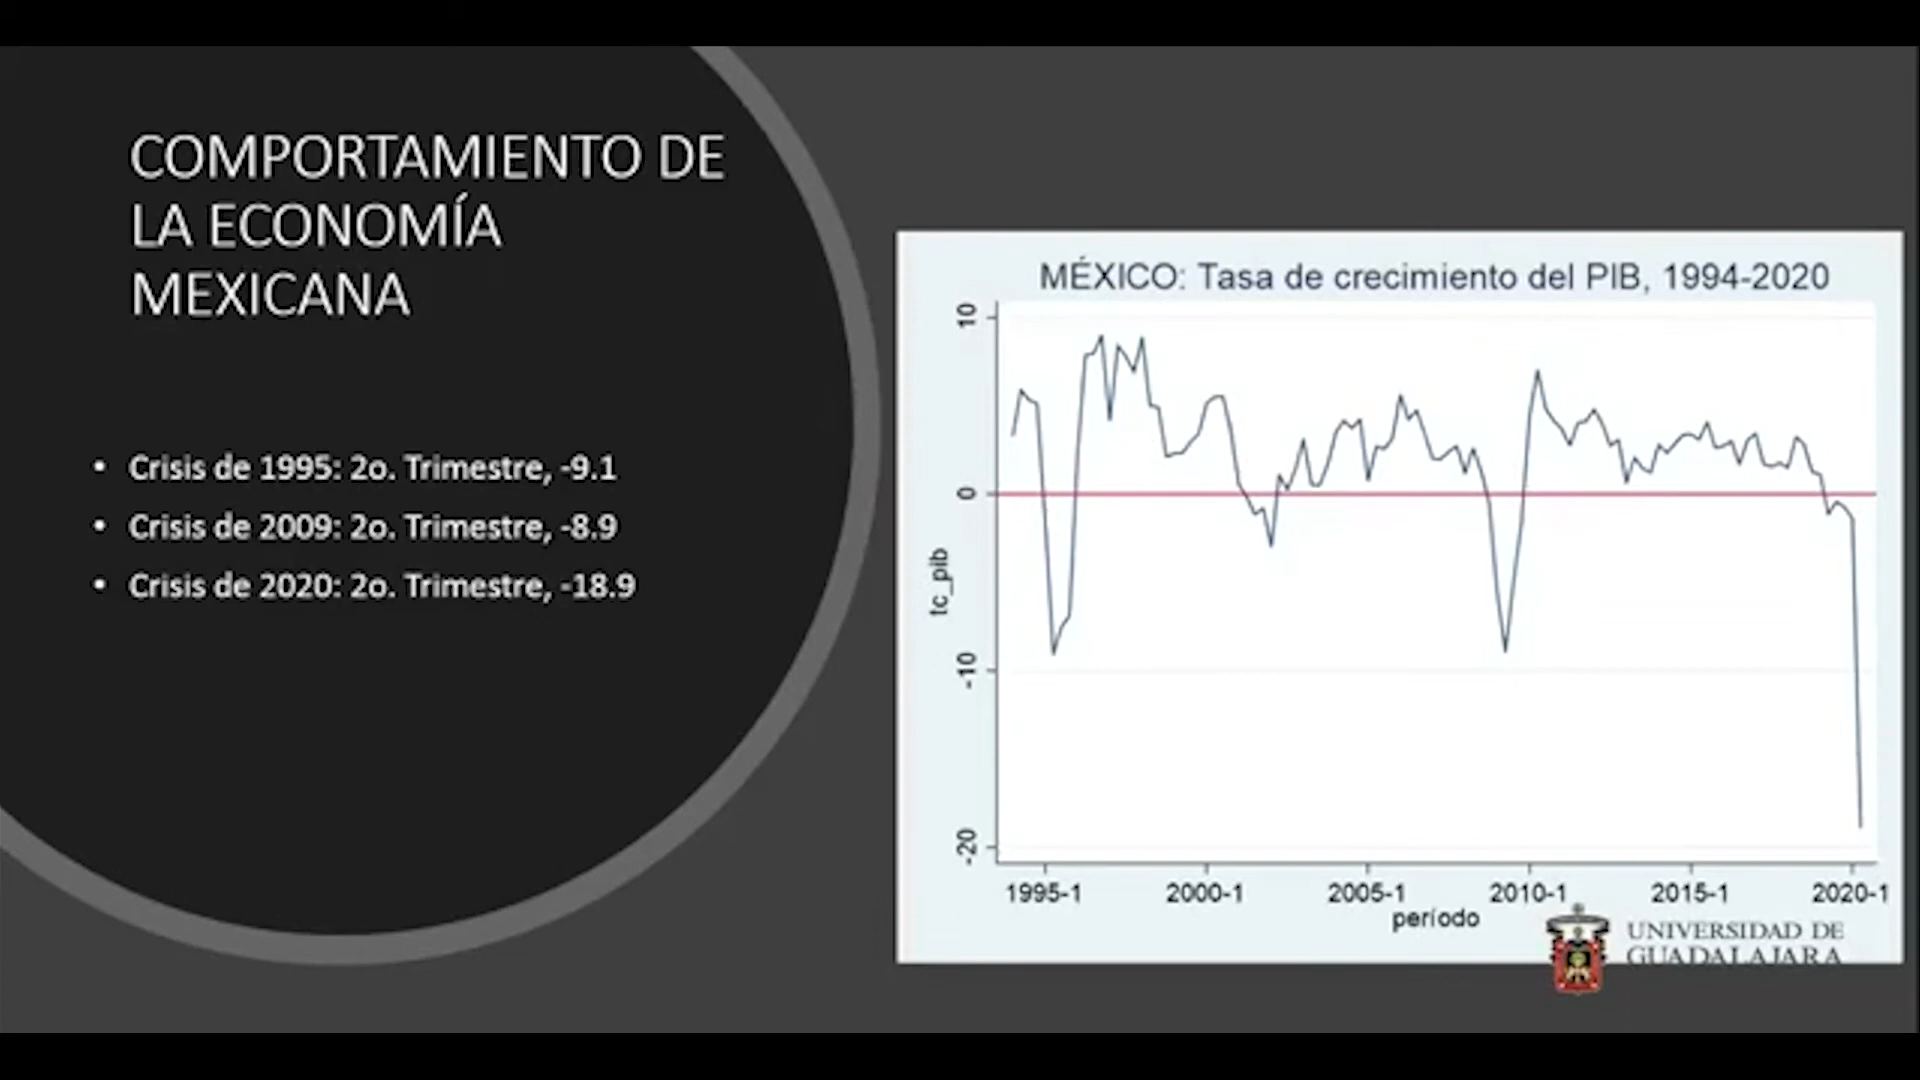 COMPORTAMIENTO DE
LA ECONOMÍA
MEXICANA
• Crisis de 1995: 2o. Trimestre, -9.1
• Crisis de 2009: 2o. Trimestre, -8.9
• Crisis de 2020: 2o. Trimestre, -18.9
MÉXICO: Tasa de crecimiento del PIB, 1994-2020
10
0
-10
-20
tc_pib
1995-1 2000-1 2005-1 2010-1 2015-1 2020-1
período
UNIVERSIDAD DE
GUADALAJARA